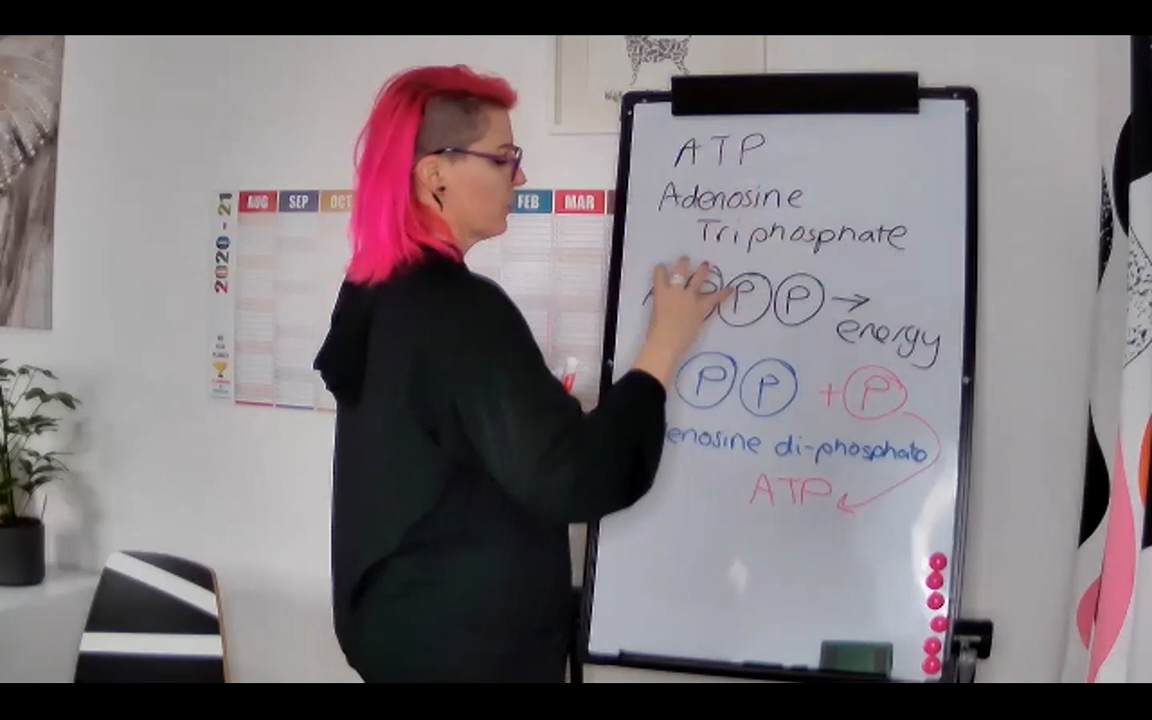 2020 - 21
AUG SEP OCT FEB MAR
ATP
Adenosine
Triphosphate
P P P →
energy
P P + P
enosine di-phosphate
ATP